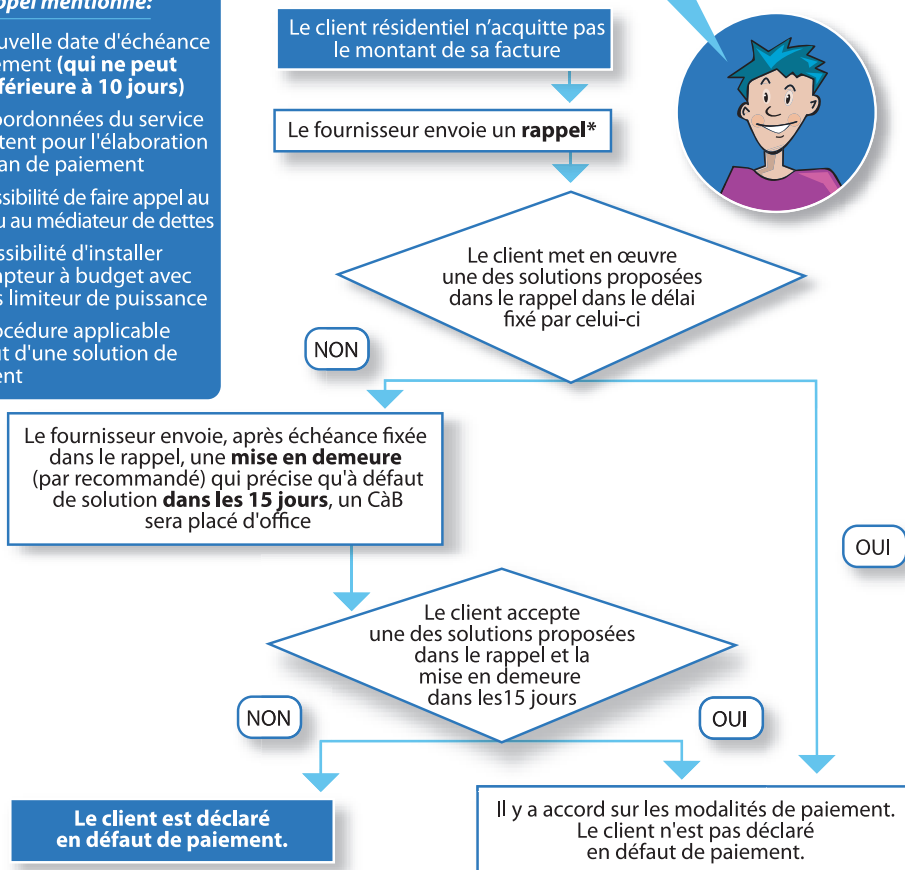 ppel mentionne:
uvelle date d'échéance
ement (qui ne peut
férieure à 10 jours)
oordonnées du service
tent pour l'élaboration
an de paiement
ssibilité de faire appel au
u au médiateur de dettes
ssibilité d'installer
mpteur à budget avec
s limiteur de puissance
océdure applicable
ut d'une solution de
ent
Le client résidentiel n'acquitte pas
le montant de sa facture
Le fournisseur envoie un rappel*
Le client met en œuvre
une des solutions proposées
dans le rappel dans le délai
fixé par celui-ci
NON
Le fournisseur envoie, après échéance fixée
dans le rappel, une mise en demeure
(par recommandé) qui précise qu'à défaut
de solution dans les 15 jours, un CàB
sera placé d'office
OUI
Le client accepte
une des solutions proposées
dans le rappel et la
mise en demeure
dans les15 jours
NON
OUI
Le client est déclaré
en défaut de paiement.
Il y a accord sur les modalités de paiement.
Le client n'est pas déclaré
en défaut de paiement.